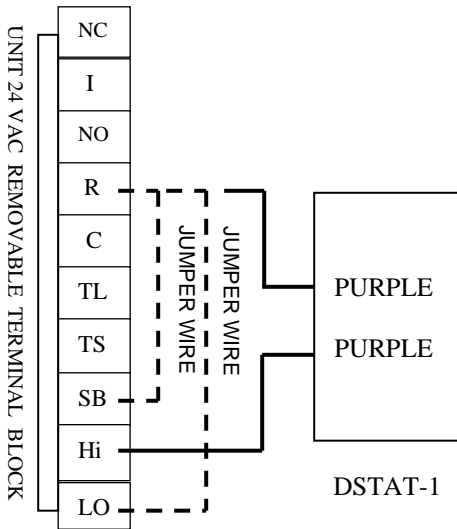 UNIT 24 VAC REMOVABLE TERMINAL BLOCK
NC
I
NO
R
C
TL
TS
SB
Hi
LO
JUMPER WIRE
JUMPER WIRE
PURPLE
PURPLE
DSTAT-1